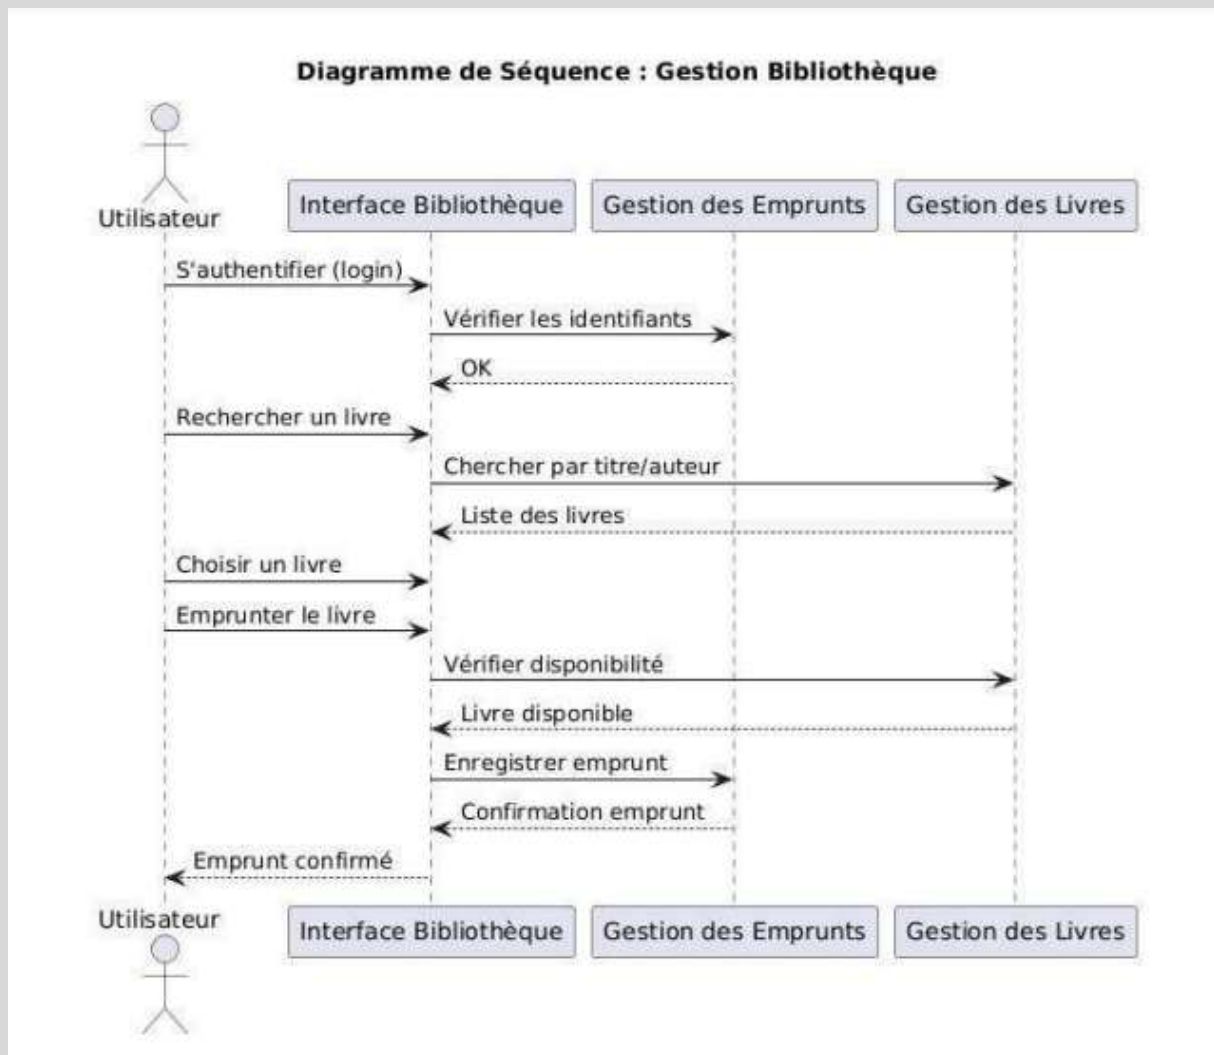 Diagramme de Séquence : Gestion Bibliothèque
Utilisateur
Interface Bibliothèque
Gestion des Emprunts
Gestion des Livres
S'authentifier (login)
Vérifier les identifiants
OK
Rechercher un livre
Chercher par titre/auteur
Liste des livres
Choisir un livre
Emprunter le livre
Vérifier disponibilité
Livre disponible
Enregistrer emprunt
Confirmation emprunt
Emprunt confirmé
Utilisateur
Interface Bibliothèque
Gestion des Emprunts
Gestion des Livres